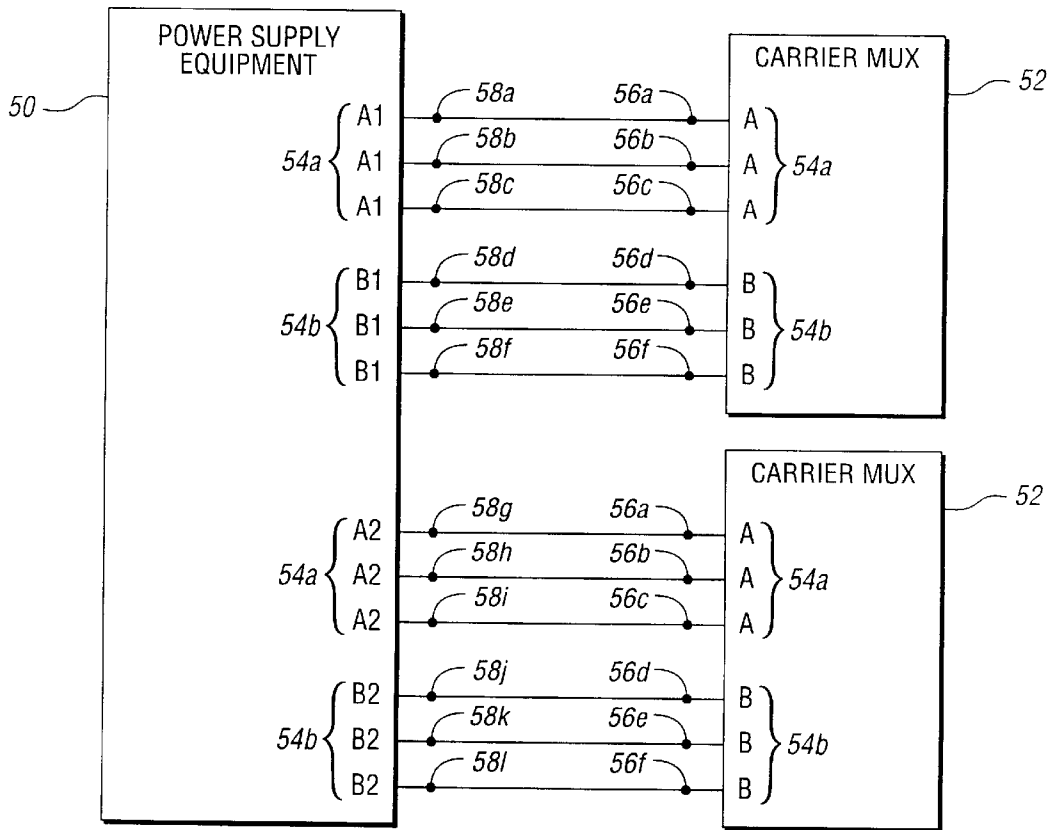 POWER SUPPLY
EQUIPMENT
CARRIER MUX
50
52
58a 56a
A1 A
58b 56b
54a A1 A 54a
58c 56c
A1 A
58d 56d
B1 B
58e 56e
54b B1 B 54b
58f 56f
B1 B
CARRIER MUX
52
58g 56a
A2 A
58h 56b
54a A2 A 54a
58i 56c
A2 A
58j 56d
B2 B
58k 56e
54b B2 B 54b
58l 56f
B2 B